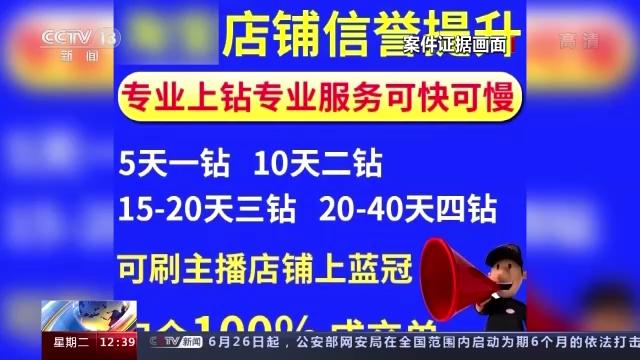 CCTV 13
新闻
高清
店铺信誉提升
案件证据画面
专业上钻专业服务可快可慢
5天一钻 10天二钻
15-20天三钻 20-40天四钻
可刷主播店铺上蓝冠
100%
星期二 12:39 CCTV新闻 6月26日起，公安部网安局在全国范围内启动为期6个月的依法打击